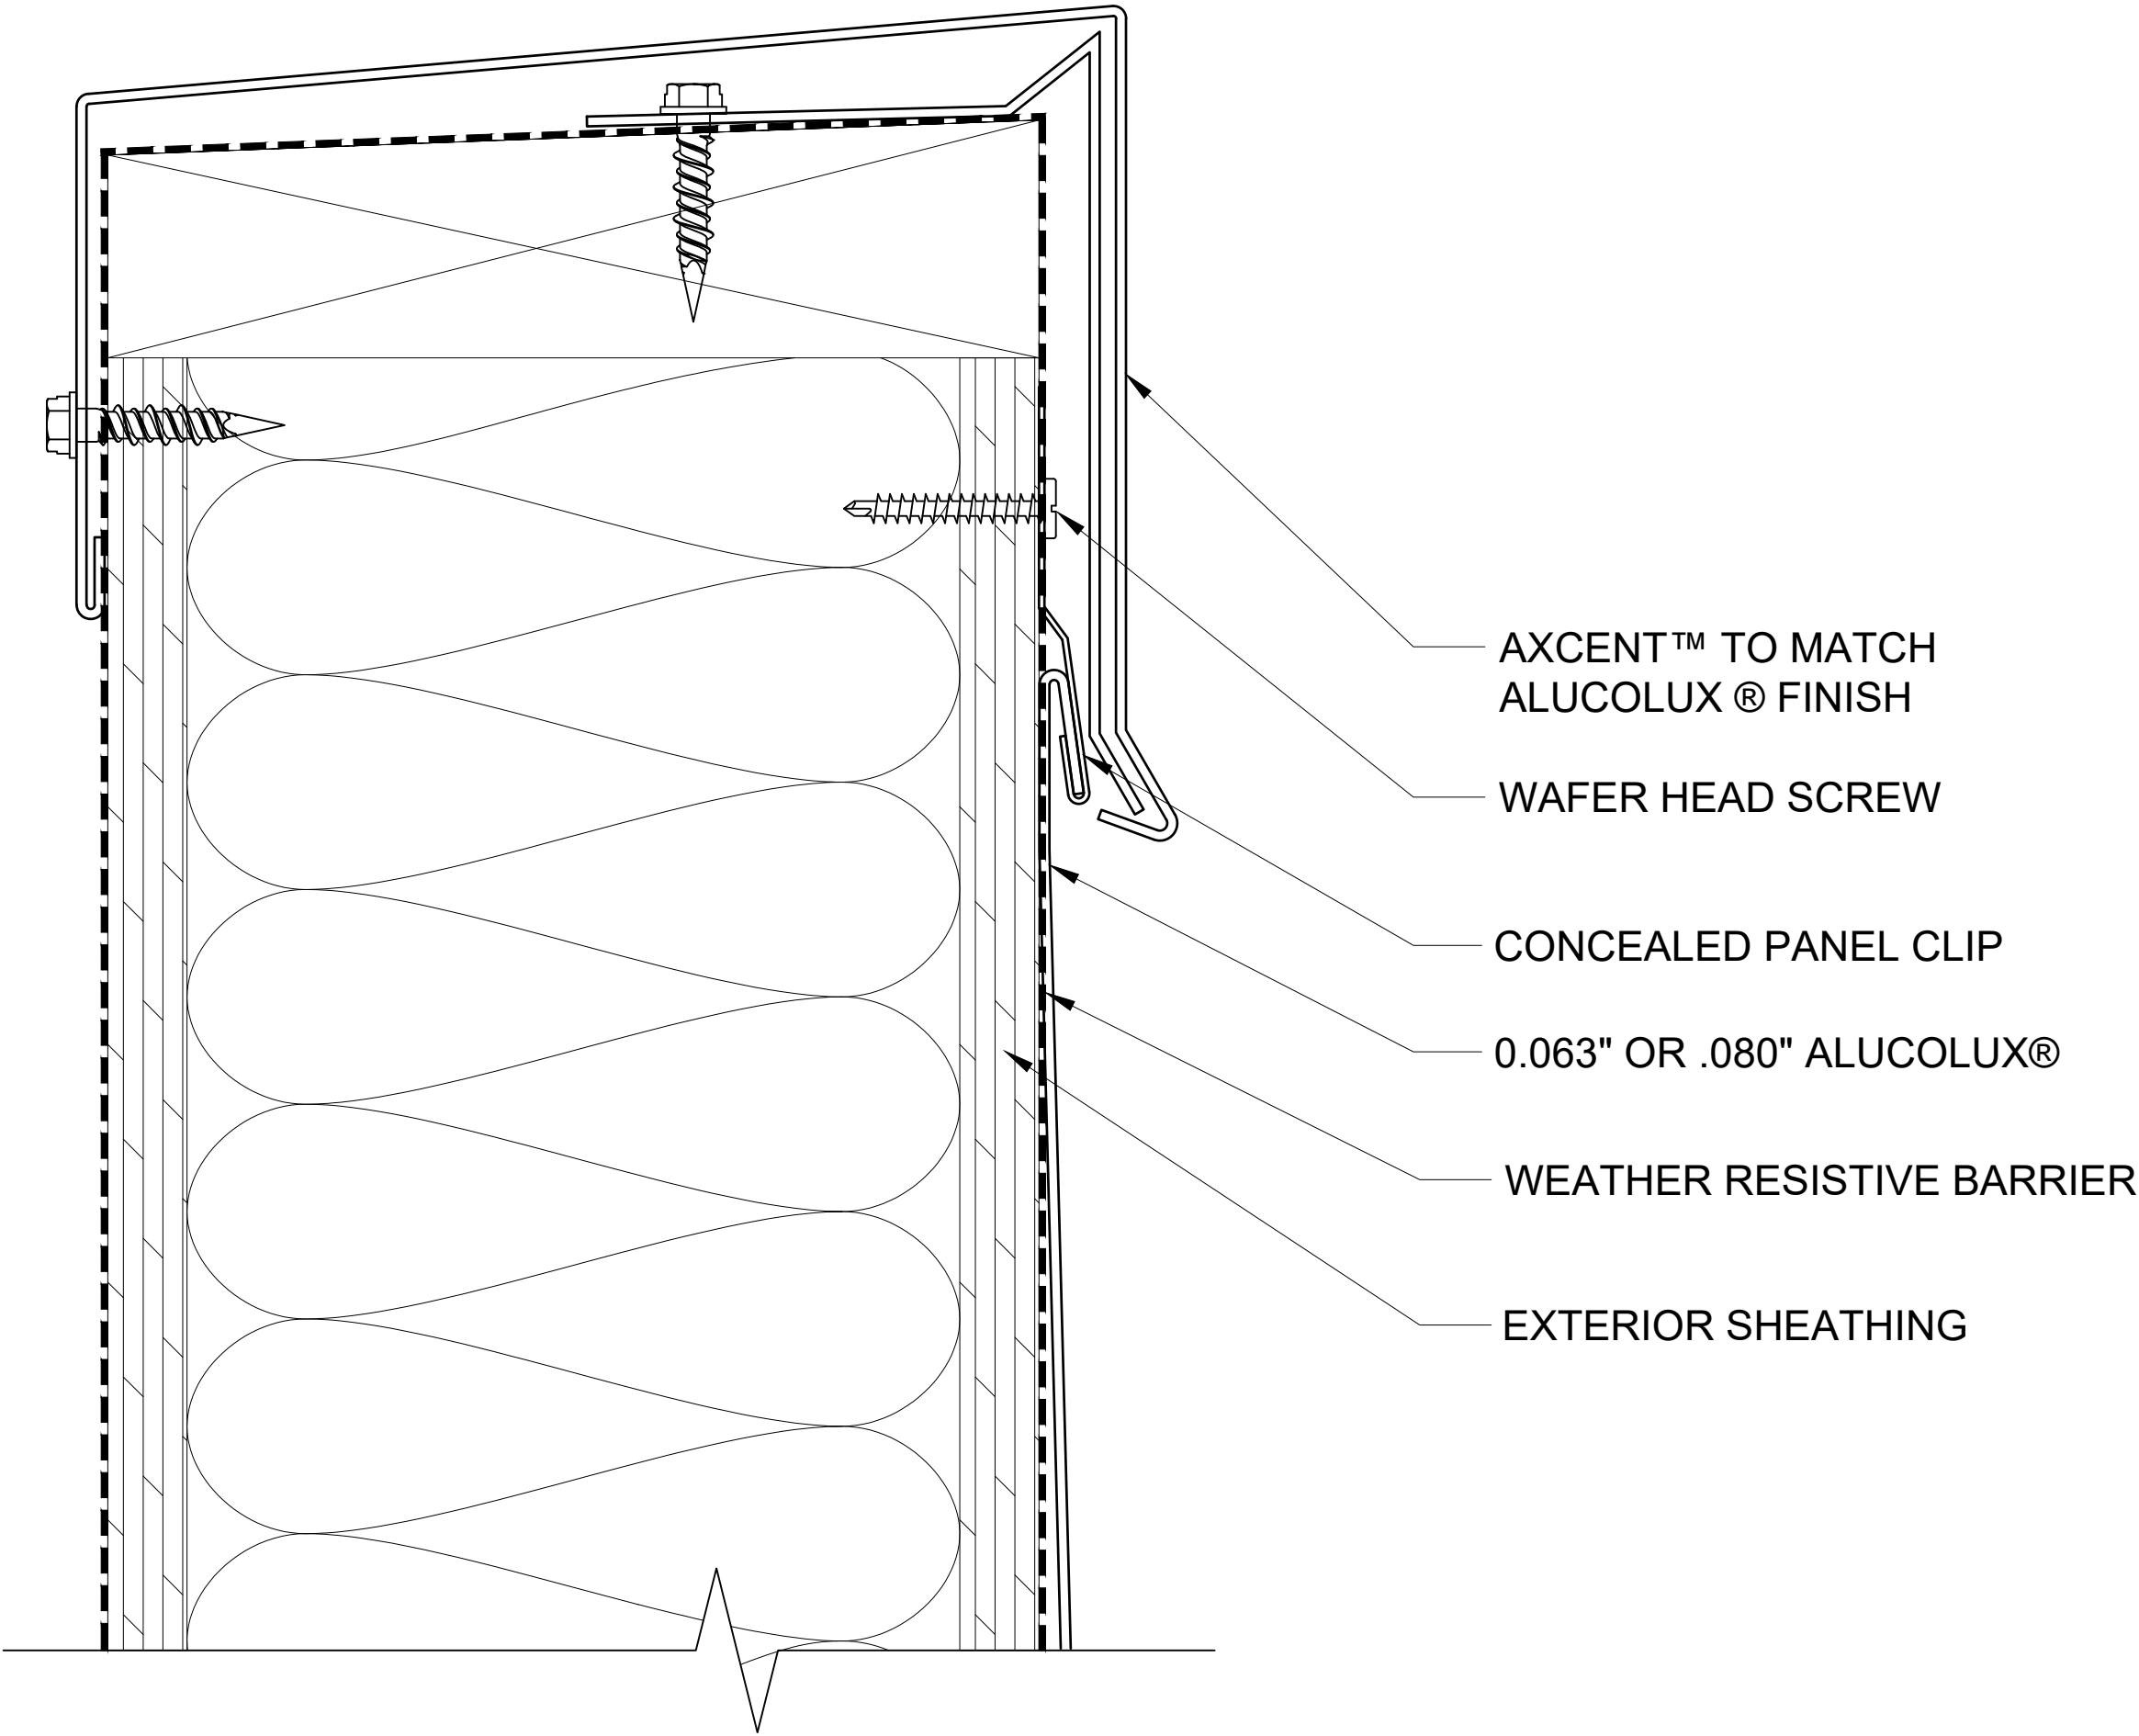 AXCENT™ TO MATCH
ALUCOLUX ® FINISH
WAFER HEAD SCREW
CONCEALED PANEL CLIP
0.063" OR .080" ALUCOLUX®
WEATHER RESISTIVE BARRIER
EXTERIOR SHEATHING